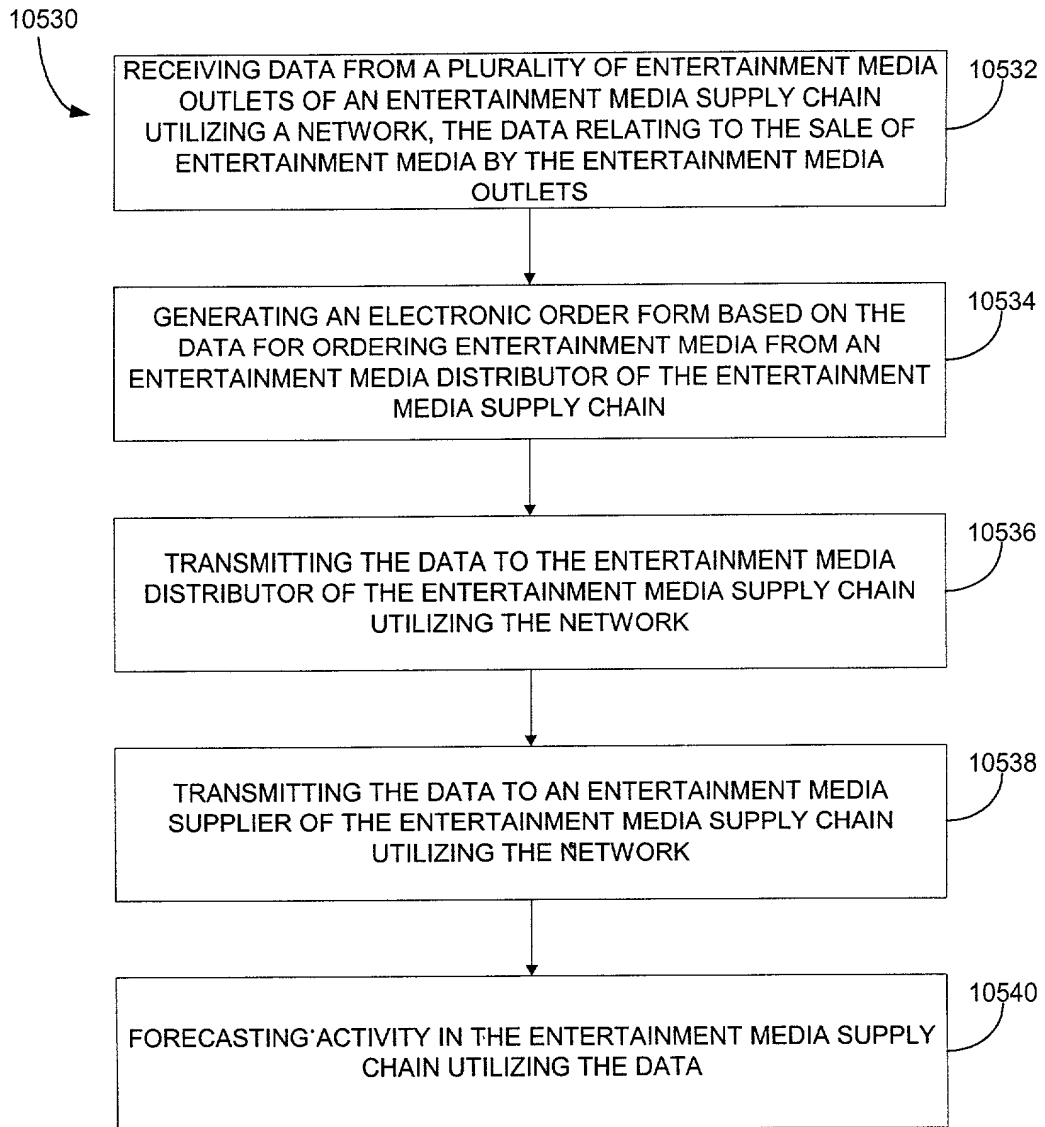 10530
RECEIVING DATA FROM A PLURALITY OF ENTERTAINMENT MEDIA
OUTLETS OF AN ENTERTAINMENT MEDIA SUPPLY CHAIN
UTILIZING A NETWORK, THE DATA RELATING TO THE SALE OF
ENTERTAINMENT MEDIA BY THE ENTERTAINMENT MEDIA
OUTLETS
10532
GENERATING AN ELECTRONIC ORDER FORM BASED ON THE
DATA FOR ORDERING ENTERTAINMENT MEDIA FROM AN
ENTERTAINMENT MEDIA DISTRIBUTOR OF THE ENTERTAINMENT
MEDIA SUPPLY CHAIN
10534
TRANSMITTING THE DATA TO THE ENTERTAINMENT MEDIA
DISTRIBUTOR OF THE ENTERTAINMENT MEDIA SUPPLY CHAIN
UTILIZING THE NETWORK
10536
TRANSMITTING THE DATA TO AN ENTERTAINMENT MEDIA
SUPPLIER OF THE ENTERTAINMENT MEDIA SUPPLY CHAIN
UTILIZING THE NETWORK
10538
FORECASTING ACTIVITY IN THE ENTERTAINMENT MEDIA SUPPLY
CHAIN UTILIZING THE DATA
10540